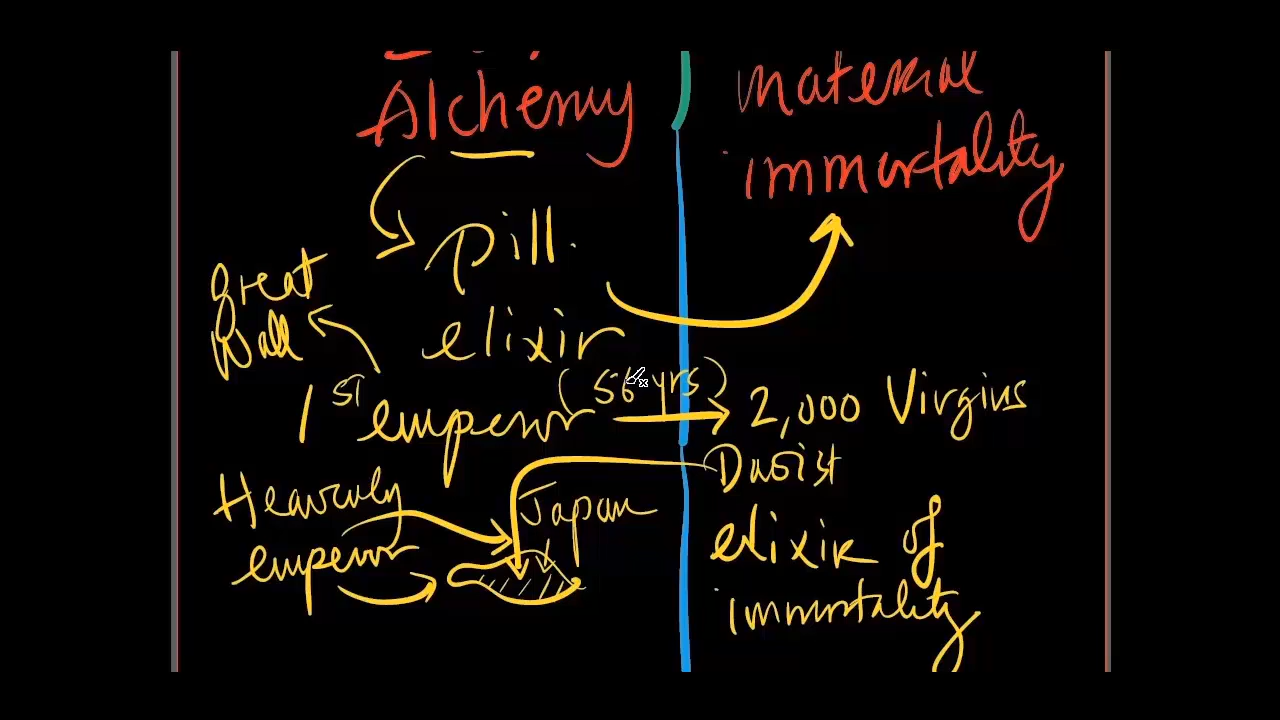 Alchemy
material
immortality
pill
elixir
Great
Wall
1st emperor (56 yrs)
2,000 Virgins
Heavenly
emperor
Japan
Daoist
elixir of
immortality